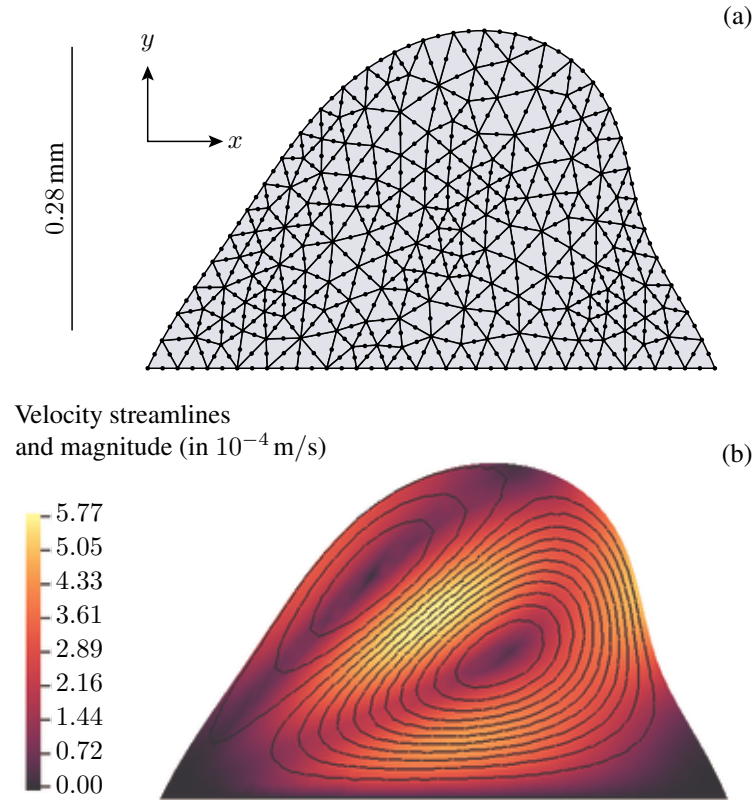 (a)
y
x
0.28 mm
Velocity streamlines
and magnitude (in 10⁻⁴ m/s)
(b)
5.77
5.05
4.33
3.61
2.89
2.16
1.44
0.72
0.00